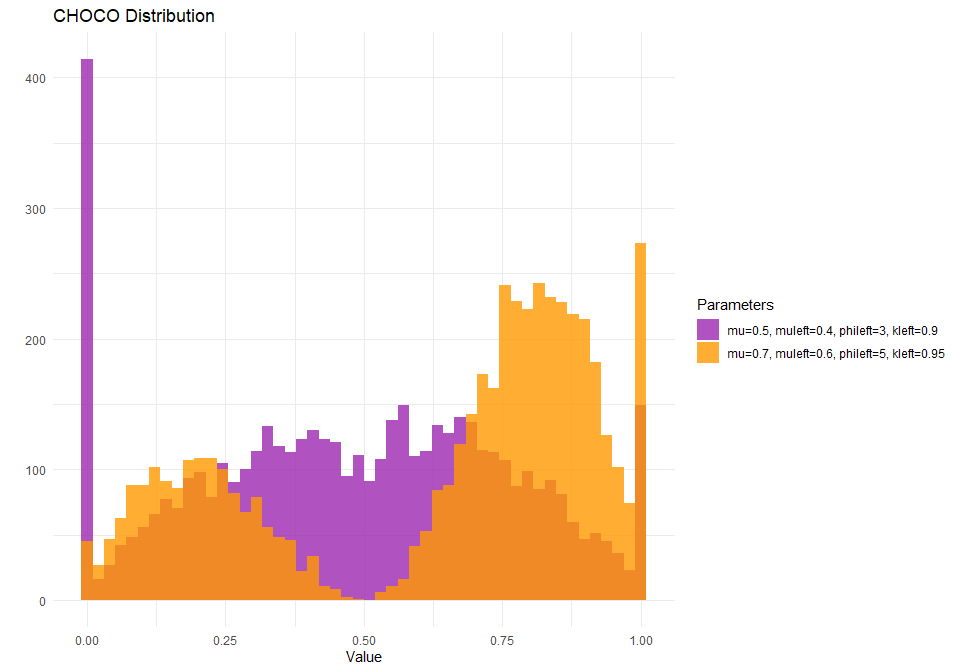 CHOCO Distribution
400
300
200
100
0
0.00 0.25 0.50 0.75 1.00
Value
Parameters
mu=0.5, muleft=0.4, phileft=3, kleft=0.9
mu=0.7, muleft=0.6, phileft=5, kleft=0.95